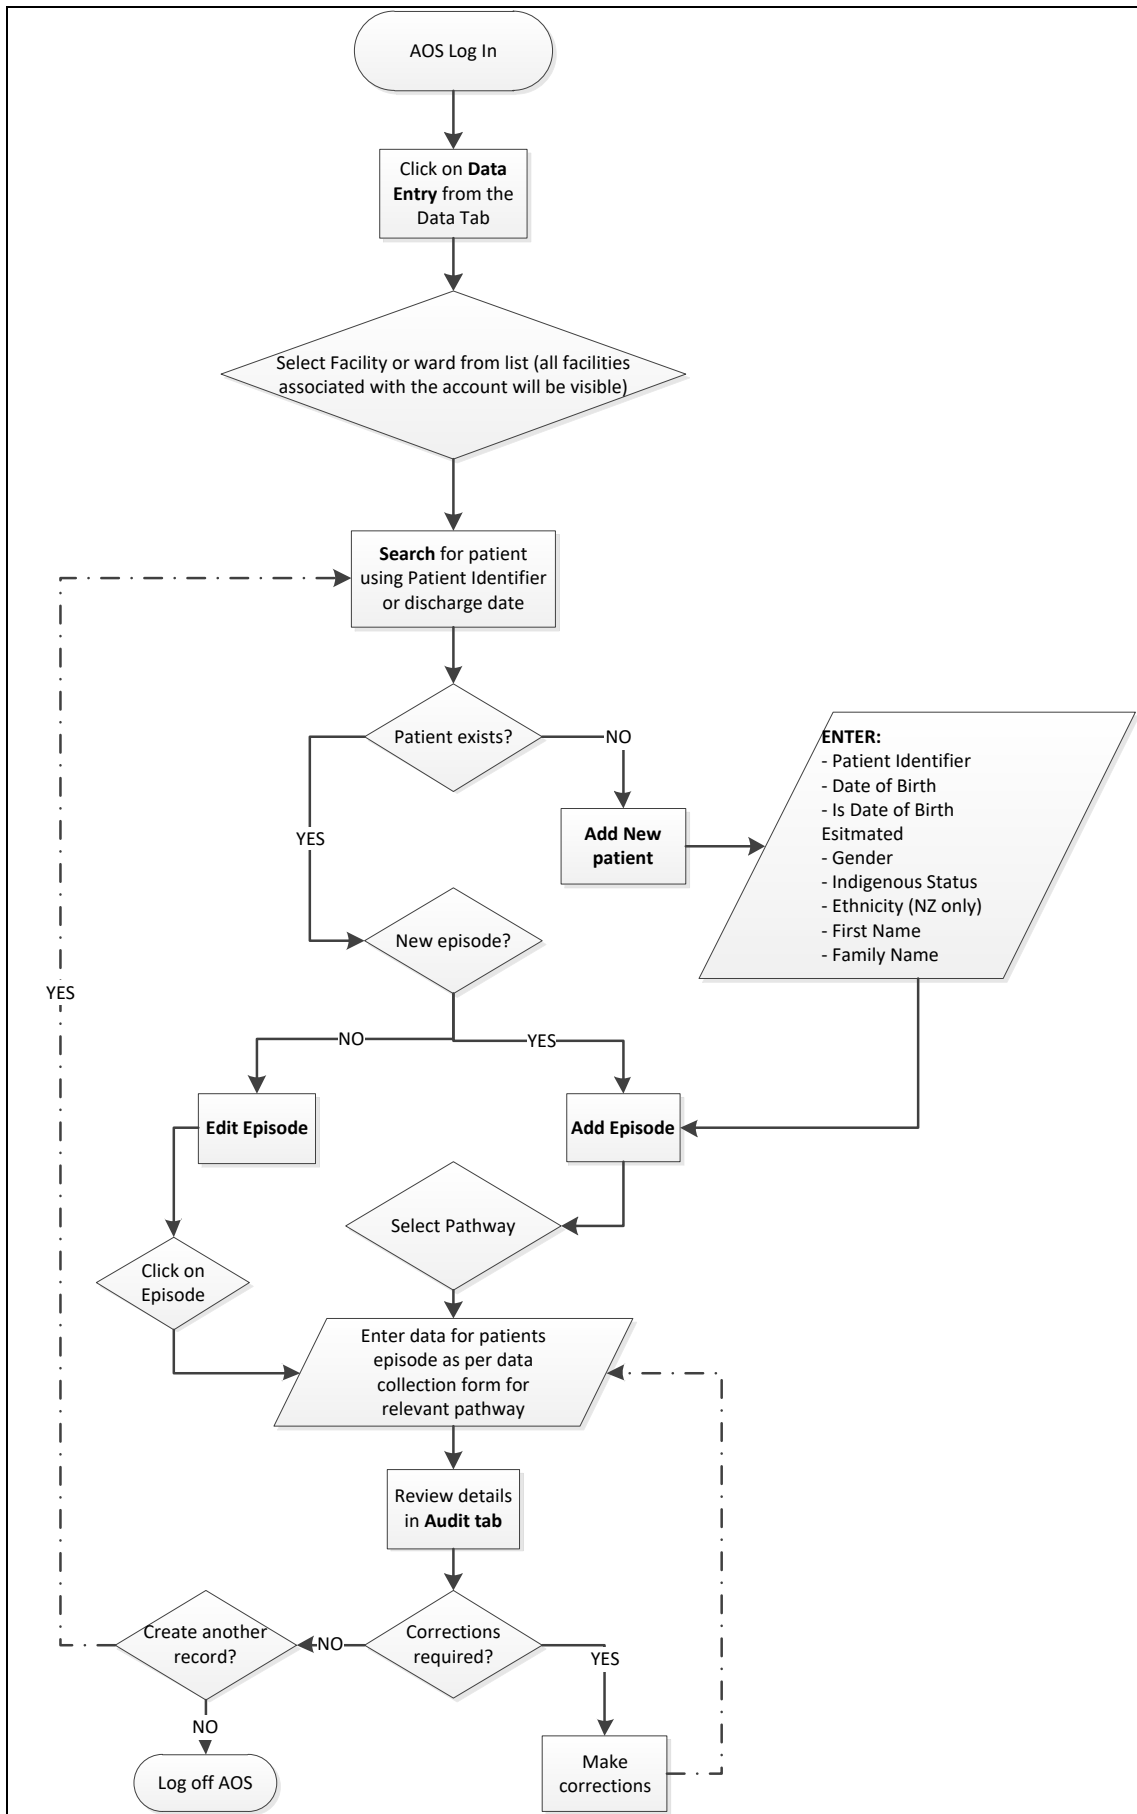 AOS Log In
Click on Data
Entry from the
Data Tab
Select Facility or ward from list (all facilities
associated with the account will be visible)
Search for patient
using Patient Identifier
or discharge date
Patient exists?
NO
YES
Add New
patient
ENTER:
- Patient Identifier
- Date of Birth
- Is Date of Birth
Esitmated
- Gender
- Indigenous Status
- Ethnicity (NZ only)
- First Name
- Family Name
New episode?
YES
NO
YES
Edit Episode
Add Episode
Select Pathway
Click on
Episode
Enter data for patients
episode as per data
collection form for
relevant pathway
Review details
in Audit tab
Create another
record?
NO
Corrections
required?
YES
NO
Log off AOS
Make
corrections